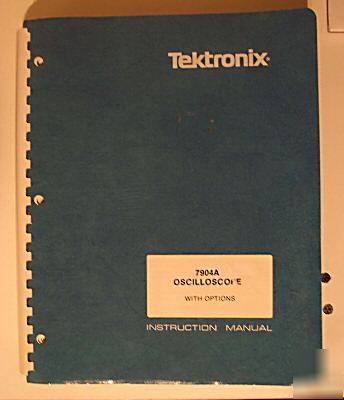 Tektronix
7904A
OSCILLOSCOPE
WITH OPTIONS
INSTRUCTION MANUAL